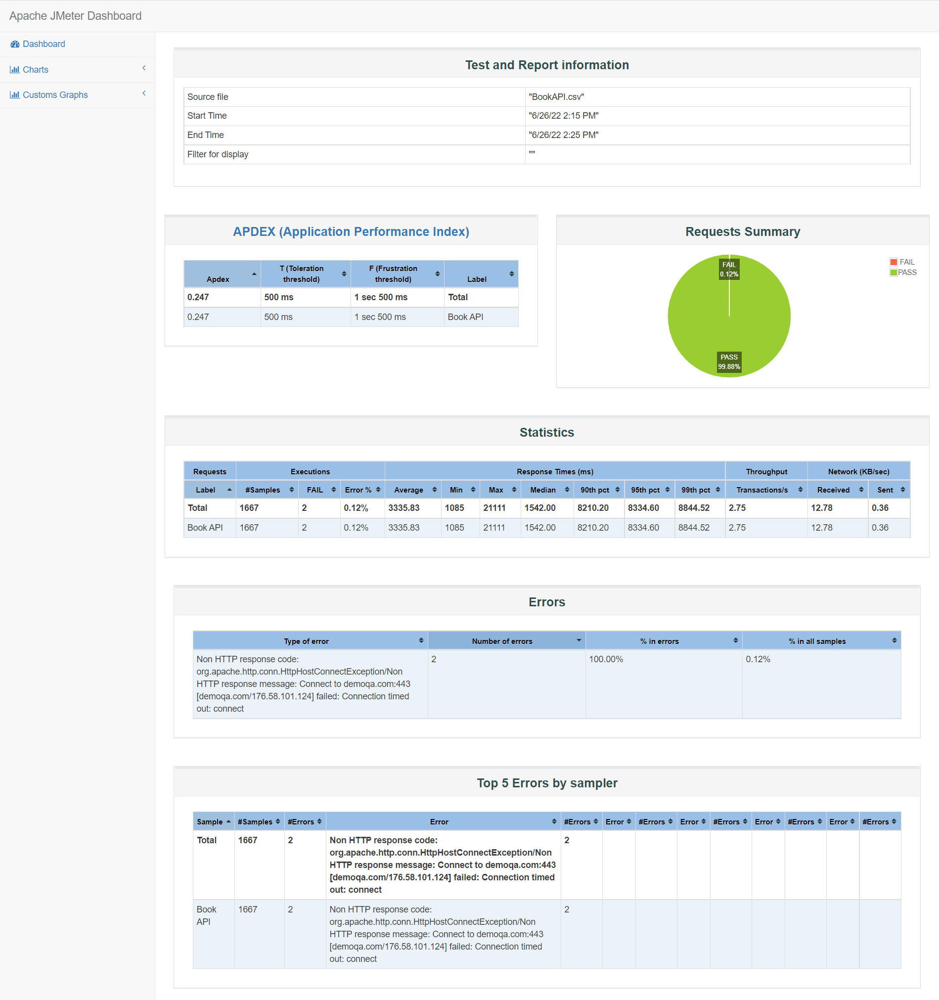 Apache JMeter Dashboard
Dashboard
Charts
Customs Graphs
Test and Report information
Source file "BookAPI.csv"
Start Time "6/26/22 2:15 PM"
End Time "6/26/22 2:25 PM"
Filter for display ""
APDEX (Application Performance Index)
Apdex T (Toleration threshold) F (Frustration threshold) Label
0.247 500 ms 1 sec 500 ms Total
0.247 500 ms 1 sec 500 ms Book API
Requests Summary
FAIL
0.12%
PASS
99.88%
FAIL
PASS
Statistics
Requests Executions Response Times (ms) Throughput Network (KB/sec)
Label #Samples FAIL Error % Average Min Max Median 90th pct 95th pct 99th pct Transactions/s Received Sent
Total 1667 2 0.12% 3335.83 1085 21111 1542.00 8210.20 8334.60 8844.52 2.75 12.78 0.36
Book API 1667 2 0.12% 3335.83 1085 21111 1542.00 8210.20 8334.60 8844.52 2.75 12.78 0.36
Errors
Type of error Number of errors % in errors % in all samples
Non HTTP response code: 2 100.00% 0.12%
org.apache.http.conn.HttpHostConnectException/Non
HTTP response message: Connect to demoqa.com:443
[demoqa.com/176.58.101.124] failed: Connection timed
out: connect
Top 5 Errors by sampler
Sample #Samples #Errors Error #Errors Error #Errors Error #Errors Error #Errors Error #Errors
Total 1667 2 Non HTTP response code: 2
org.apache.http.conn.HttpHostConnectException/Non
HTTP response message: Connect to demoqa.com:443
[demoqa.com/176.58.101.124] failed: Connection timed
out: connect
Book API 1667 2 Non HTTP response code: 2
org.apache.http.conn.HttpHostConnectException/Non
HTTP response message: Connect to demoqa.com:443
[demoqa.com/176.58.101.124] failed: Connection timed
out: connect